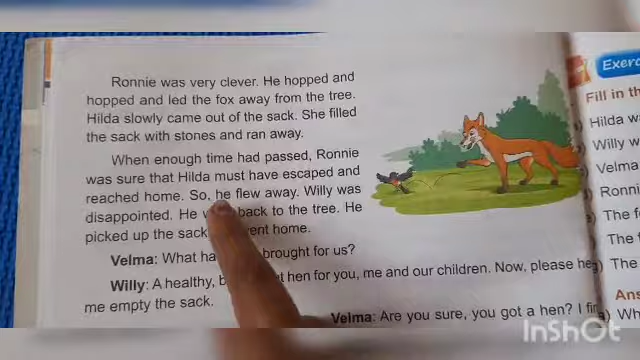 Ronnie was very clever. He hopped and
hopped and led the fox away from the tree.
Hilda slowly came out of the sack. She filled
the sack with stones and ran away.
When enough time had passed, Ronnie
was sure that Hilda must have escaped and
reached home. So, he flew away. Willy was
disappointed. He back to the tree. He
picked up the sack home.
Velma: What brought for us?
Willy: A healthy, hen for you, me and our children. Now, please
me empty the sack.
Velma: Are you sure, you got a hen? I
Exerc
Fill in th
Hilda w
Willy w
Velma
Ronni
The f
The
The
Ans
Wh
InShOt